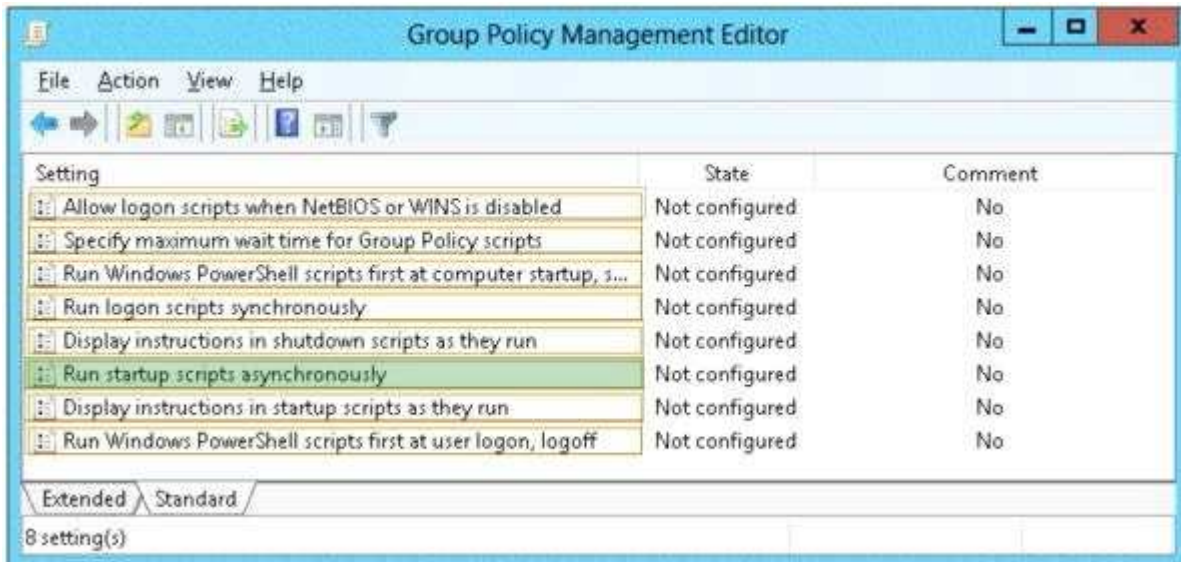 Group Policy Management Editor
File Action View Help
Setting State Comment
Allow logon scripts when NetBIOS or WINS is disabled Not configured No
Specify maximum wait time for Group Policy scripts Not configured No
Run Windows PowerShell scripts first at computer startup, s... Not configured No
Run logon scripts synchronously Not configured No
Display instructions in shutdown scripts as they run Not configured No
Run startup scripts asynchronously Not configured No
Display instructions in startup scripts as they run Not configured No
Run Windows PowerShell scripts first at user logon, logoff Not configured No
Extended Standard
8 setting(s)